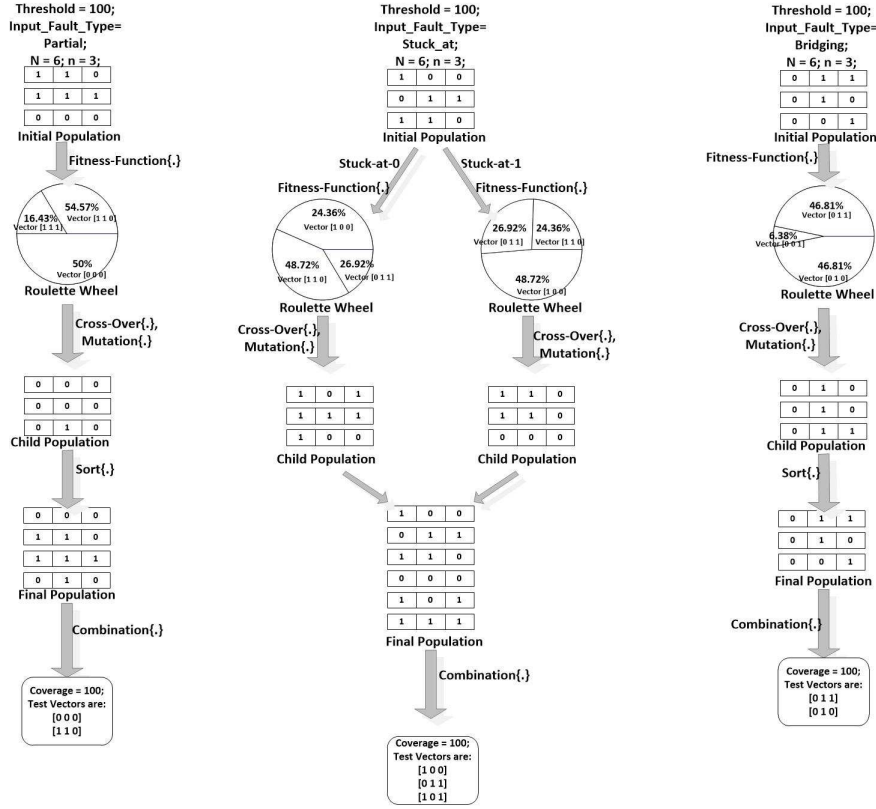 Threshold = 100;
Input_Fault_Type=
Partial;
N = 6; n = 3;
1 1 0
1 1 1
0 0 0
Initial Population
Fitness-Function{.}
54.57%
Vector [1 1 0]
16.43%
Vector [1 1 1]
50%
Vector [0 0 0]
Roulette Wheel
Cross-Over{.},
Mutation{.}
0 0 0
0 0 0
0 1 0
Child Population
Sort{.}
0 0 0
1 1 0
1 1 1
0 1 0
Final Population
Combination{.}
Coverage = 100;
Test Vectors are:
[0 0 0]
[1 1 0]
Threshold = 100;
Input_Fault_Type=
Stuck_at;
N = 6; n = 3;
1 0 0
0 1 1
1 1 0
Initial Population
Stuck-at-0
Fitness-Function{.}
24.36%
Vector [1 0 0]
48.72%
Vector [1 1 0]
26.92%
Vector [0 1 1]
Roulette Wheel
Cross-Over{.},
Mutation{.}
1 0 1
1 1 1
1 0 0
Child Population
Stuck-at-1
Fitness-Function{.}
26.92%
Vector [0 1 1]
24.36%
Vector [1 1 0]
48.72%
Vector [1 0 0]
Roulette Wheel
Cross-Over{.},
Mutation{.}
1 1 0
1 1 0
0 0 0
Child Population
1 0 0
0 1 1
1 1 0
0 0 0
1 0 1
1 1 1
Final Population
Combination{.}
Coverage = 100;
Test Vectors are:
[1 0 0]
[0 1 1]
[1 0 1]
Threshold = 100;
Input_Fault_Type=
Bridging;
N = 6; n = 3;
0 1 1
0 1 0
0 0 1
Initial Population
Fitness-Function{.}
46.81%
Vector [0 1 1]
6.38%
Vector [0 0 1]
46.81%
Vector [0 1 0]
Roulette Wheel
Cross-Over{.},
Mutation{.}
0 1 0
0 1 0
0 1 1
Child Population
Sort{.}
0 1 1
0 1 0
0 0 1
Final Population
Combination{.}
Coverage = 100;
Test Vectors are:
[0 1 1]
[0 1 0]